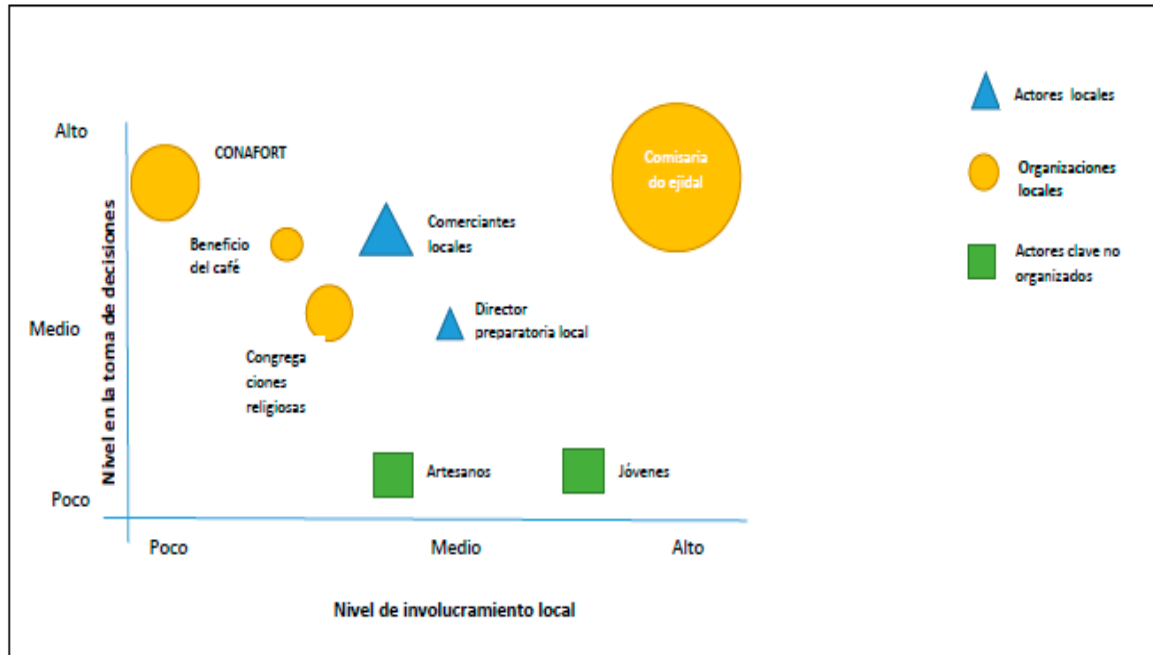 Alto
CONAFORT
Comisaria
do ejidal
Actores locales
Organizaciones
locales
Actores clave no
organizados
Nivel en la toma de decisiones
Beneficio
del café
Comerciantes
locales
Medio
Director
preparatoria local
Congrega
ciones
religiosas
Artesanos
Jóvenes
Poco
Poco
Medio
Alto
Nivel de involucramiento local